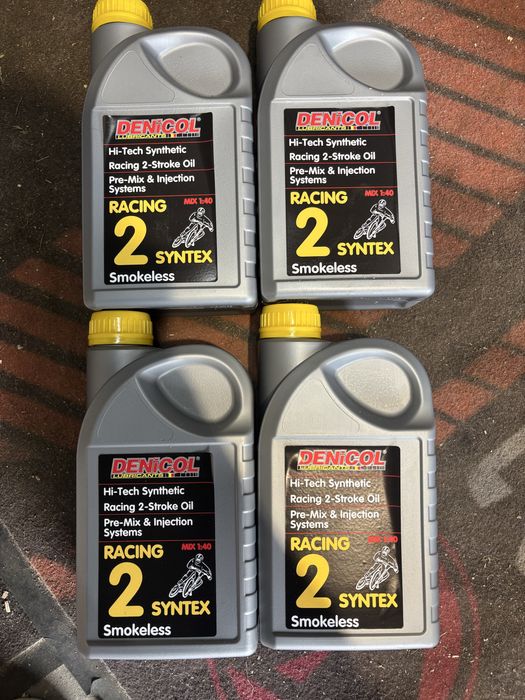 DENiCOL
LUBRICANTS
Hi-Tech Synthetic
Racing 2-Stroke Oil
Pre-Mix & Injection
Systems
MIX 1:40
RACING
2 SYNTEX
Smokeless
DENiCOL
LUBRICANTS
Hi-Tech Synthetic
Racing 2-Stroke Oil
Pre-Mix & Injection
Systems
MIX 1:40
RACING
2 SYNTEX
Smokeless
DENiCOL
LUBRICANTS
Hi-Tech Synthetic
Racing 2-Stroke Oil
Pre-Mix & Injection
Systems
MIX 1:40
RACING
2 SYNTEX
Smokeless
DENiCOL
LUBRICANTS
Hi-Tech Synthetic
Racing 2-Stroke Oil
Pre-Mix & Injection
Systems
MIX 1:40
RACING
2 SYNTEX
Smokeless